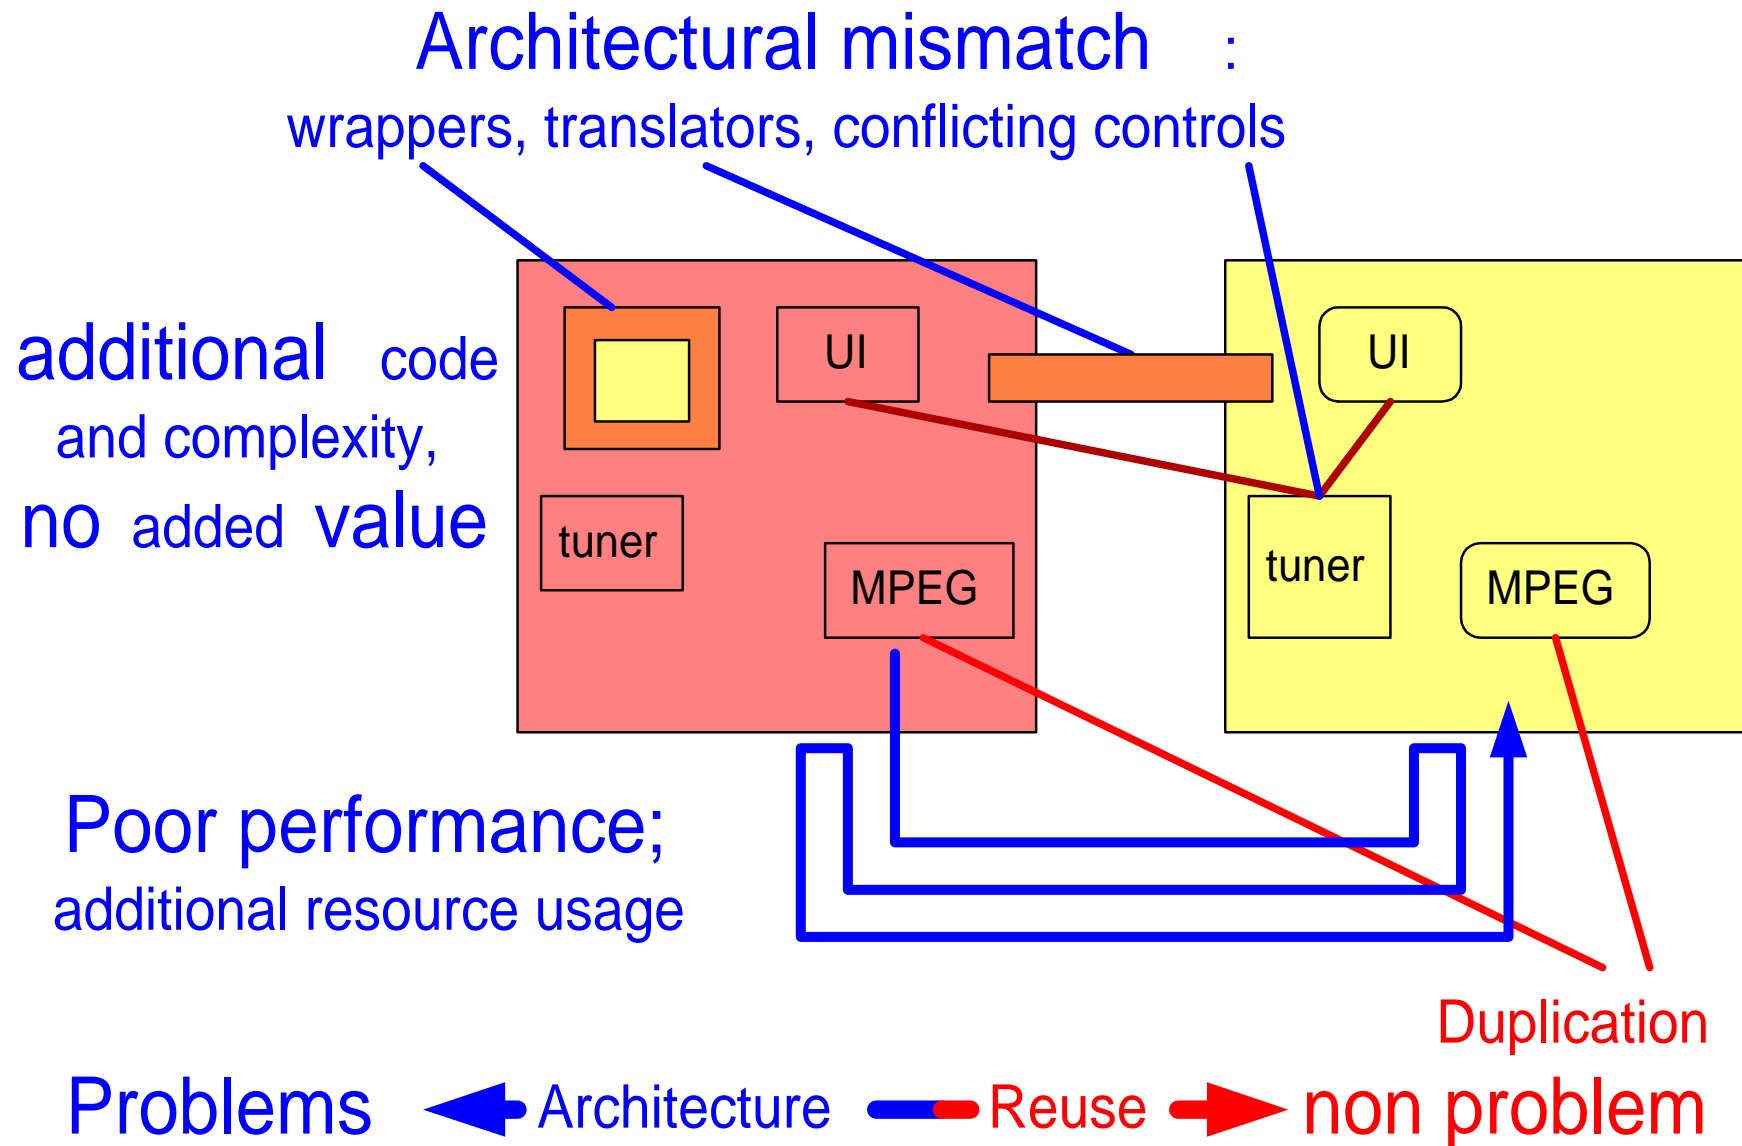 Architectural mismatch :
wrappers, translators, conflicting controls
additional code
and complexity,
no added value
UI
UI
tuner
MPEG
tuner
MPEG
Poor performance;
additional resource usage
Duplication
Problems Architecture Reuse non problem